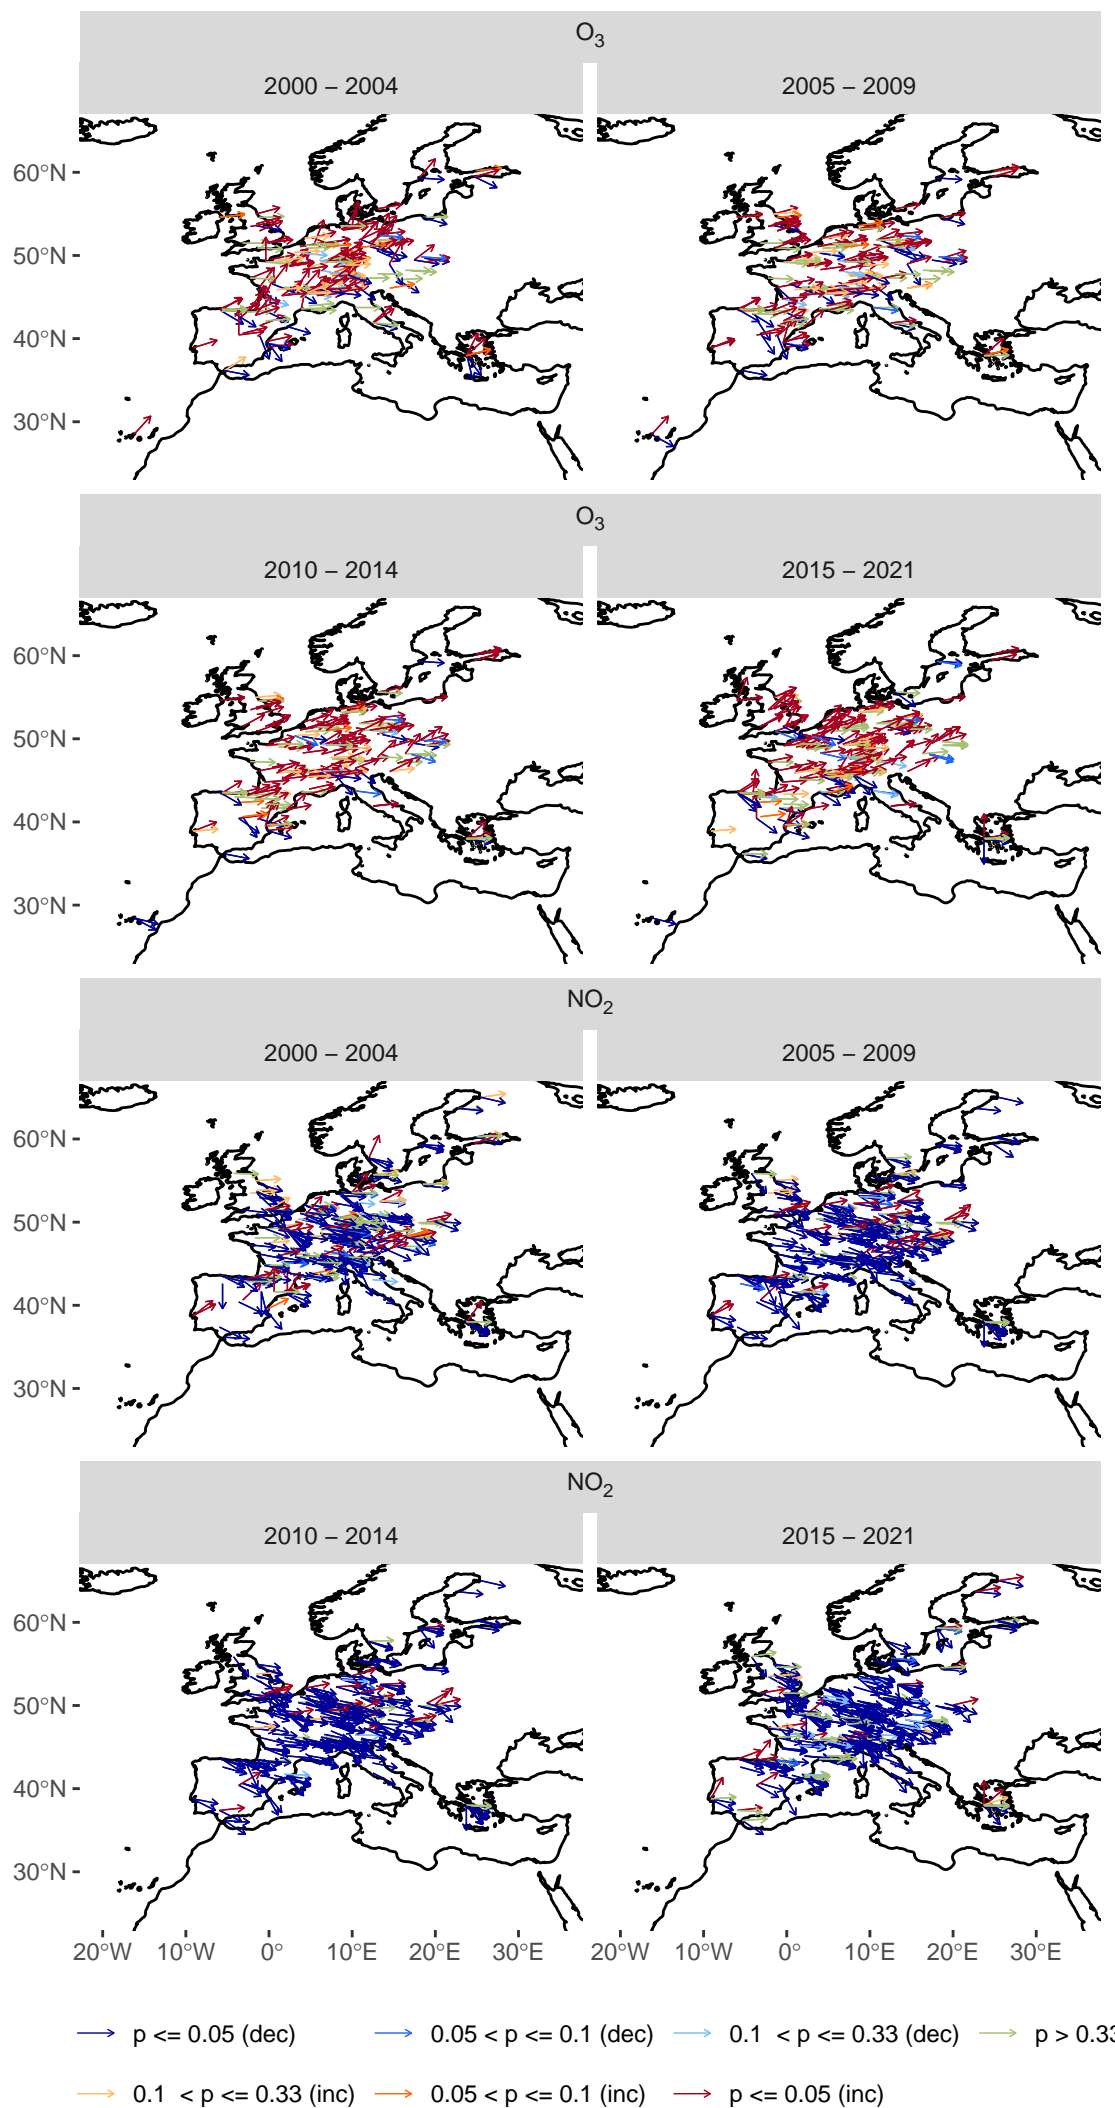 O₃
2000 – 2004 2005 – 2009
60°N
50°N
40°N
30°N
O₃
2010 – 2014 2015 – 2021
60°N
50°N
40°N
30°N
NO₂
2000 – 2004 2005 – 2009
60°N
50°N
40°N
30°N
NO₂
2010 – 2014 2015 – 2021
60°N
50°N
40°N
30°N
20°W 10°W 0° 10°E 20°E 30°E 20°W 10°W 0° 10°E 20°E 30°E
p <= 0.05 (dec) 0.05 < p <= 0.1 (dec) 0.1 < p <= 0.33 (dec) p > 0.33
0.1 < p <= 0.33 (inc) 0.05 < p <= 0.1 (inc) p <= 0.05 (inc)